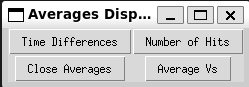 Averages Disp...
Time Differences Number of Hits
Close Averages Average Vs